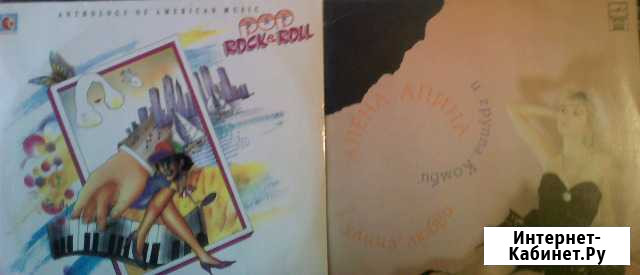 ANTHOLOGY OF AMERICAN MUSIC
POP
ROCK & ROLL
АЛЕНА АПИНА
и группа Комби
улица любви
Интернет-
Кабинет.Ру